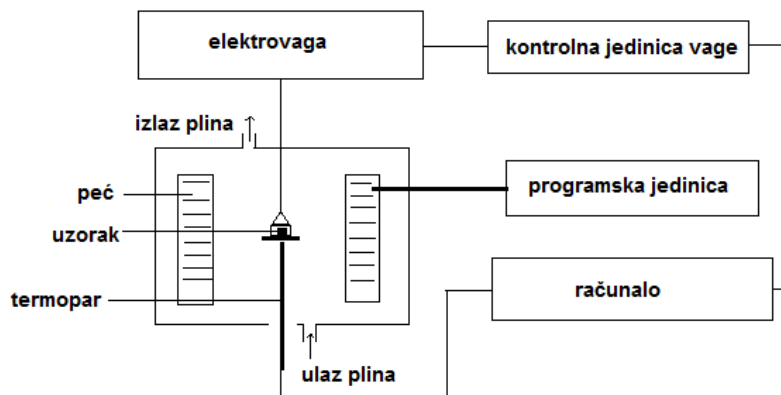 elektrovaga
kontrolna jedinica vage
izlaz plina
peć
programska jedinica
uzorak
termopar
računalo
ulaz plina